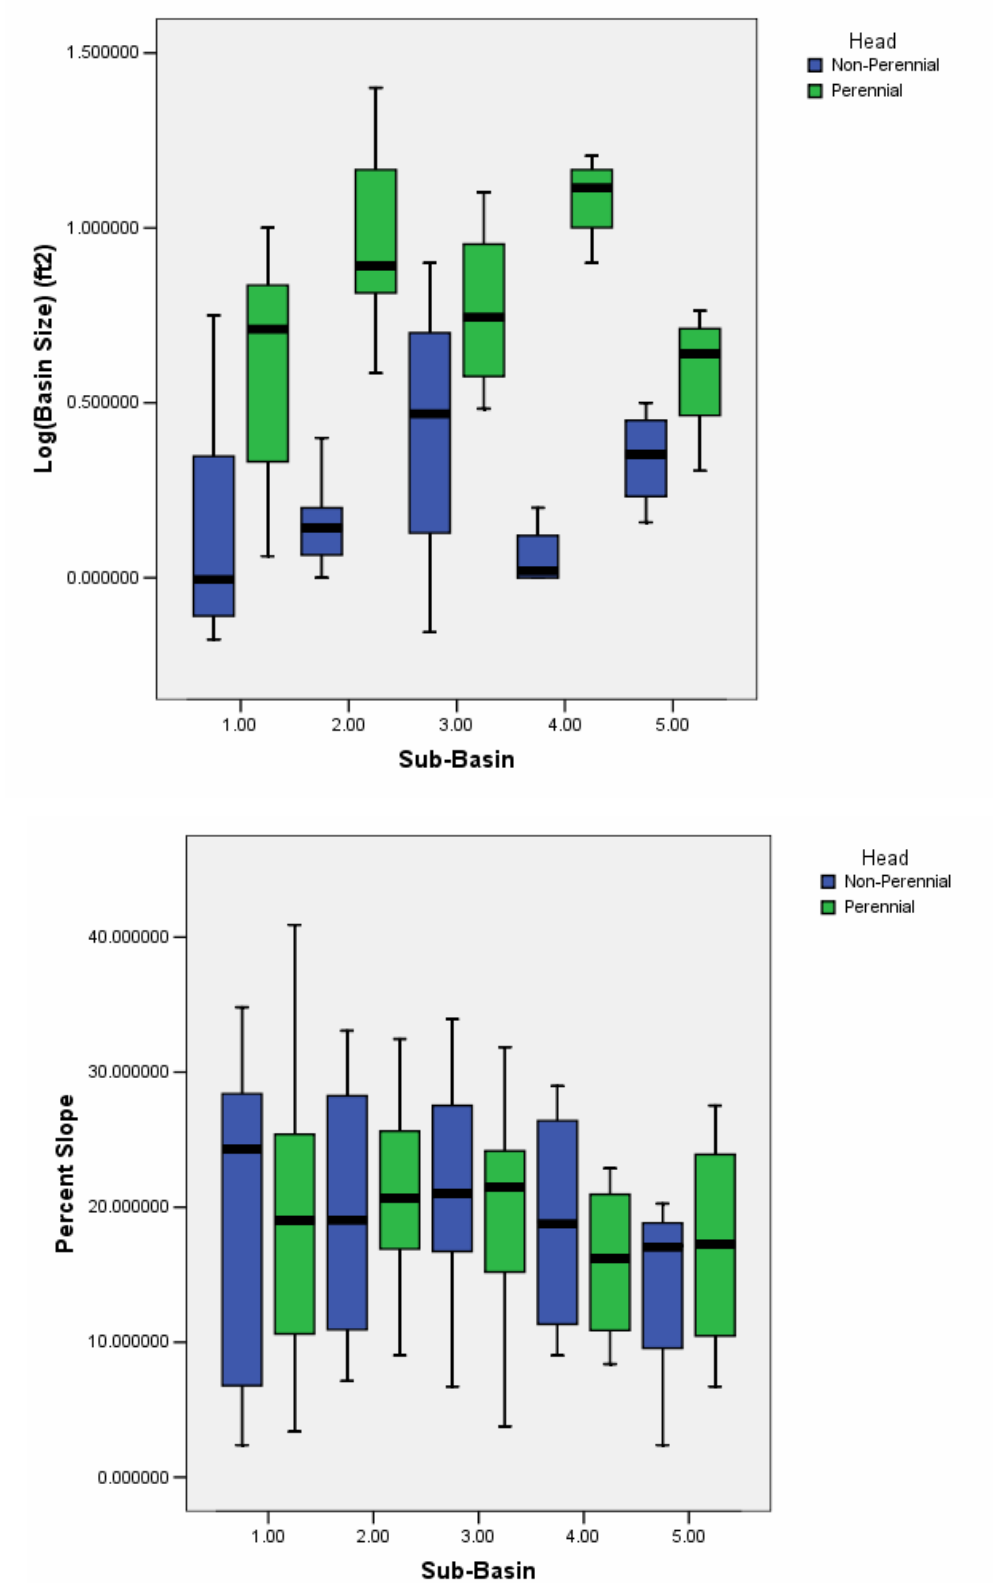 Head
Non-Perennial
Perennial
1.500000
1.000000
0.500000
0.000000
Log(Basin Size) (ft2)
1.00 2.00 3.00 4.00 5.00
Sub-Basin
Head
Non-Perennial
Perennial
40.000000
30.000000
20.000000
10.000000
0.000000
Percent Slope
1.00 2.00 3.00 4.00 5.00
Sub-Basin